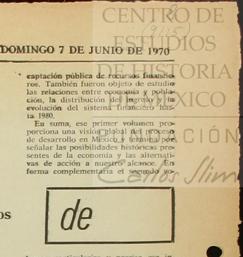 CENTRO DE
ESTUDIOS
DE HISTORIA
DE MÉXICO
DOMINGO 7 DE JUNIO DE 1970
captación pública de recursos financie-
ros. También fueron objeto de estudio
las relaciones entre economía y pobla-
ción, la distribución del ingreso y la
evolución del sistema financiero has-
ta 1980.
En suma, ese primer volumen pro-
porciona una visión global del proceso
de desarrollo en México y termina por
señalar las posibilidades históricas pre-
sentes de la economía y las alternati-
vas de acción a nuestro alcance. En
forma complementaria el segundo vo-
Carlos Slim
os
de